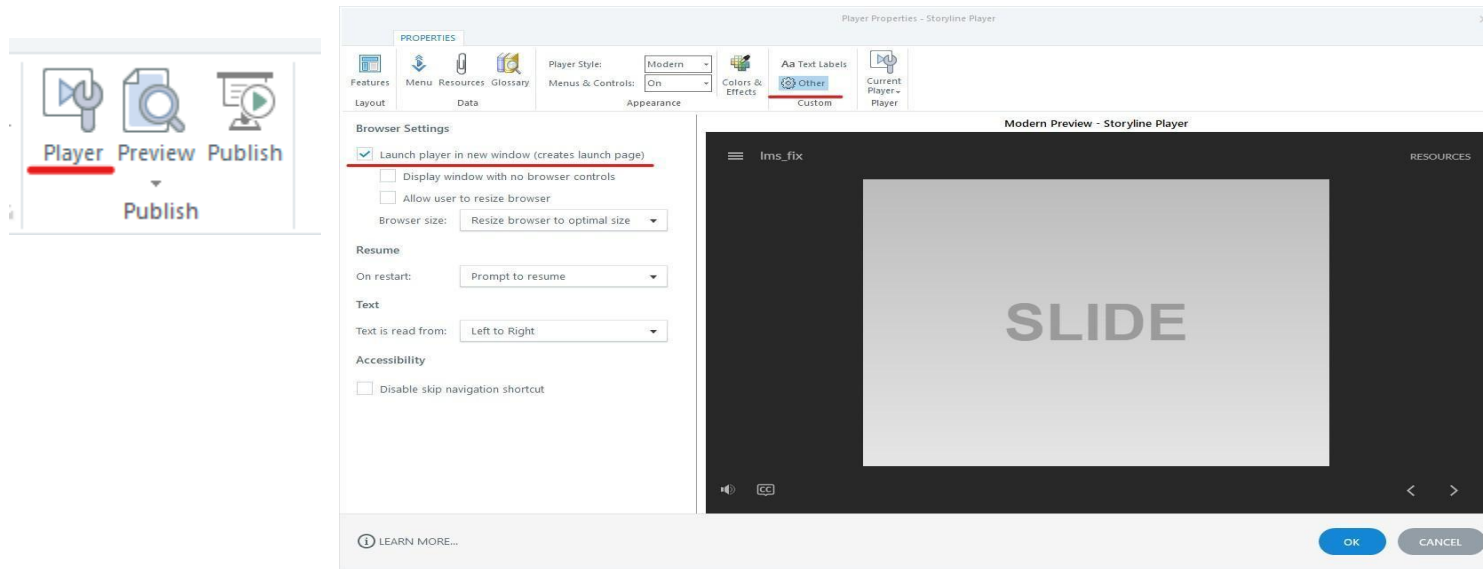 Player Preview Publish
Publish
Player Properties - Storyline Player
PROPERTIES
Features
Menu Resources Glossary
Player Style: Modern
Menus & Controls: On
Colors &
Effects
Aa Text Labels
Other
Current
Player
Layout
Data
Appearance
Custom
Player
Browser Settings
Launch player in new window (creates launch page)
Display window with no browser controls
Allow user to resize browser
Browser size: Resize browser to optimal size
Resume
On restart: Prompt to resume
Text
Text is read from: Left to Right
Accessibility
Disable skip navigation shortcut
Modern Preview - Storyline Player
lms_fix
RESOURCES
SLIDE
CC
LEARN MORE...
OK
CANCEL